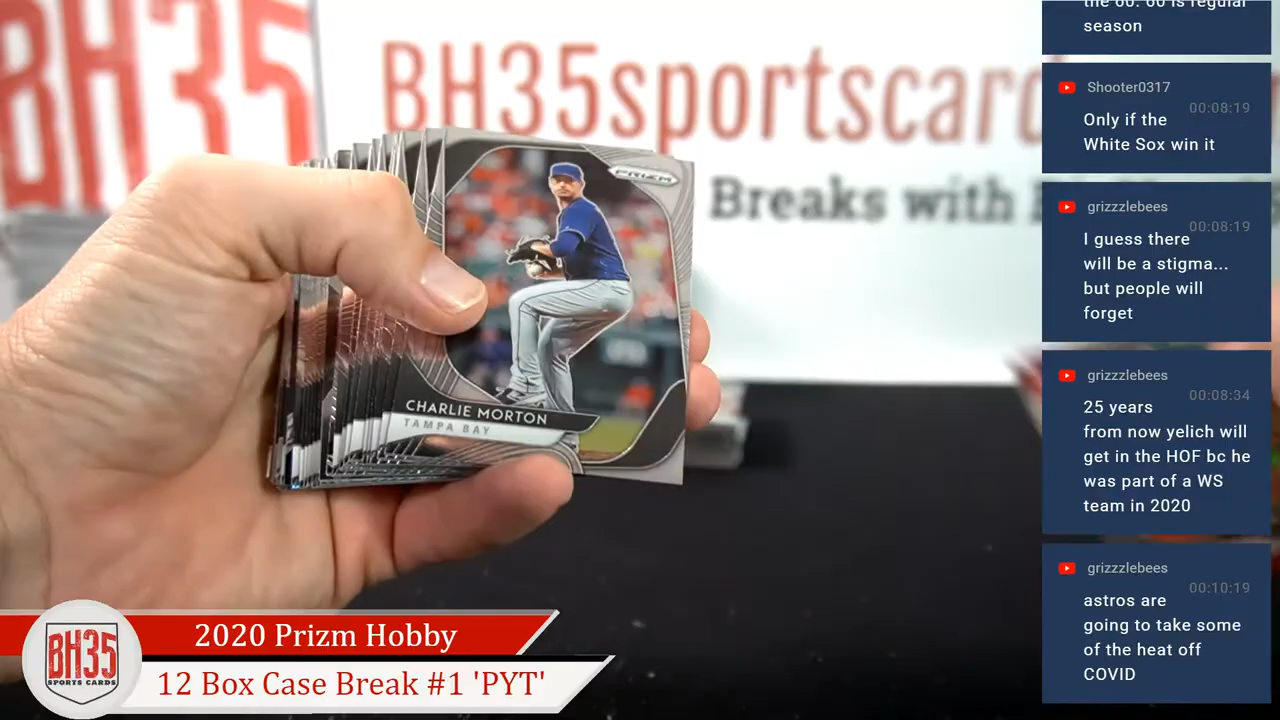 BH35
BH35sportscard
Breaks with
PRIZM
CHARLIE MORTON
TAMPA BAY
the 60. 60 is regular
season
Shooter0317
00:08:19
Only if the
White Sox win it
grizzzlebees
00:08:19
I guess there
will be a stigma...
but people will
forget
grizzzlebees
00:08:34
25 years
from now yelich will
get in the HOF bc he
was part of a WS
team in 2020
grizzzlebees
00:10:19
astros are
going to take some
of the heat off
COVID
BH35
SPORTS CARDS
2020 Prizm Hobby
12 Box Case Break #1 'PYT'